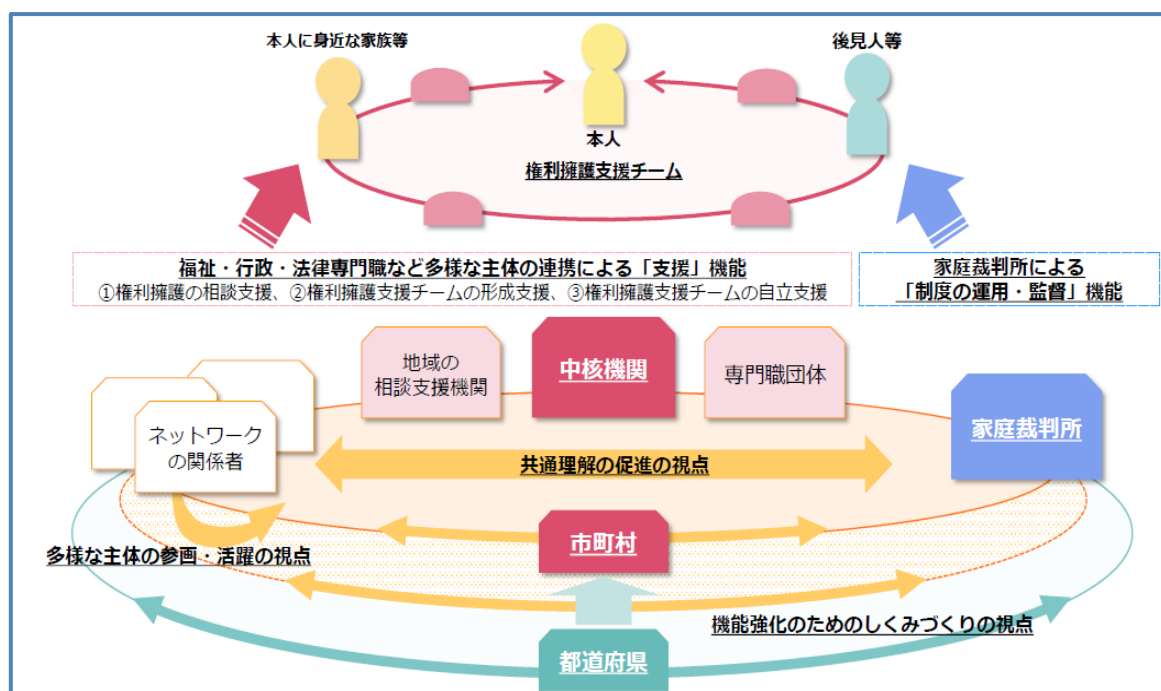 本人に身近な家族等
後見人等
本人
権利擁護支援チーム
福祉・行政・法律専門職など多様な主体の連携による「支援」機能
①権利擁護の相談支援、②権利擁護支援チームの形成支援、③権利擁護支援チームの自立支援
家庭裁判所による
「制度の運用・監督」機能
地域の
相談支援機関
中核機関
専門職団体
家庭裁判所
ネットワーク
の関係者
共通理解の促進の視点
市町村
多様な主体の参画・活躍の視点
機能強化のためのしくみづくりの視点
都道府県